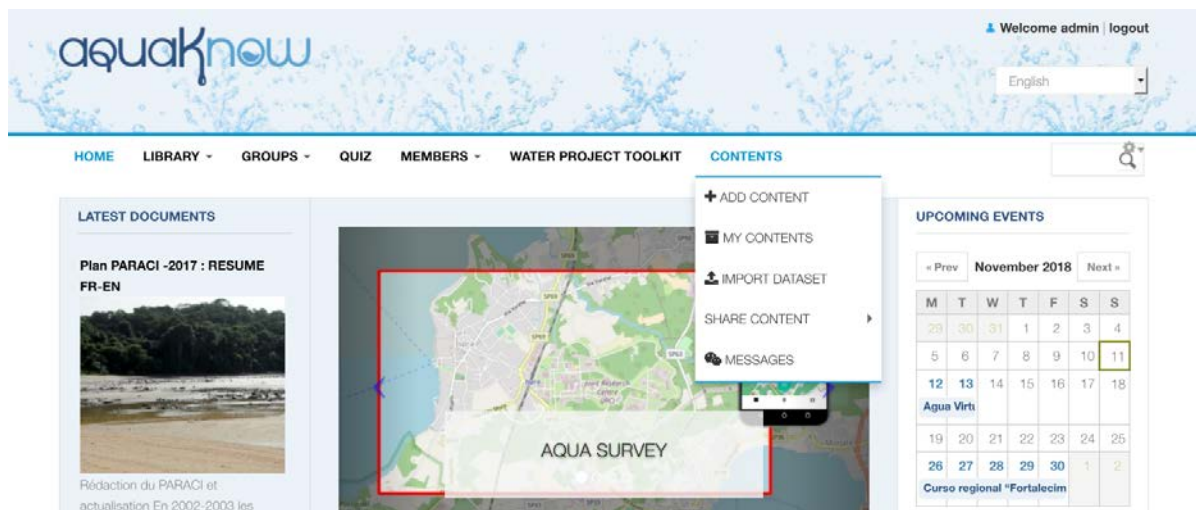 aquaknow
Welcome admin | logout
English
HOME LIBRARY GROUPS QUIZ MEMBERS WATER PROJECT TOOLKIT CONTENTS
ADD CONTENT
MY CONTENTS
IMPORT DATASET
SHARE CONTENT
MESSAGES
LATEST DOCUMENTS
Plan PARACI -2017 : RESUME
FR-EN
Rédaction du PARACI et
actualisation En 2002-2003 les
AQUA SURVEY
UPCOMING EVENTS
« Prev November 2018 Next »
M T W T F S S
29 30 31 1 2 3 4
5 6 7 8 9 10 11
12 13 14 15 16 17 18
Agua Virtu
19 20 21 22 23 24 25
26 27 28 29 30 1 2
Curso regional "Fortalecim